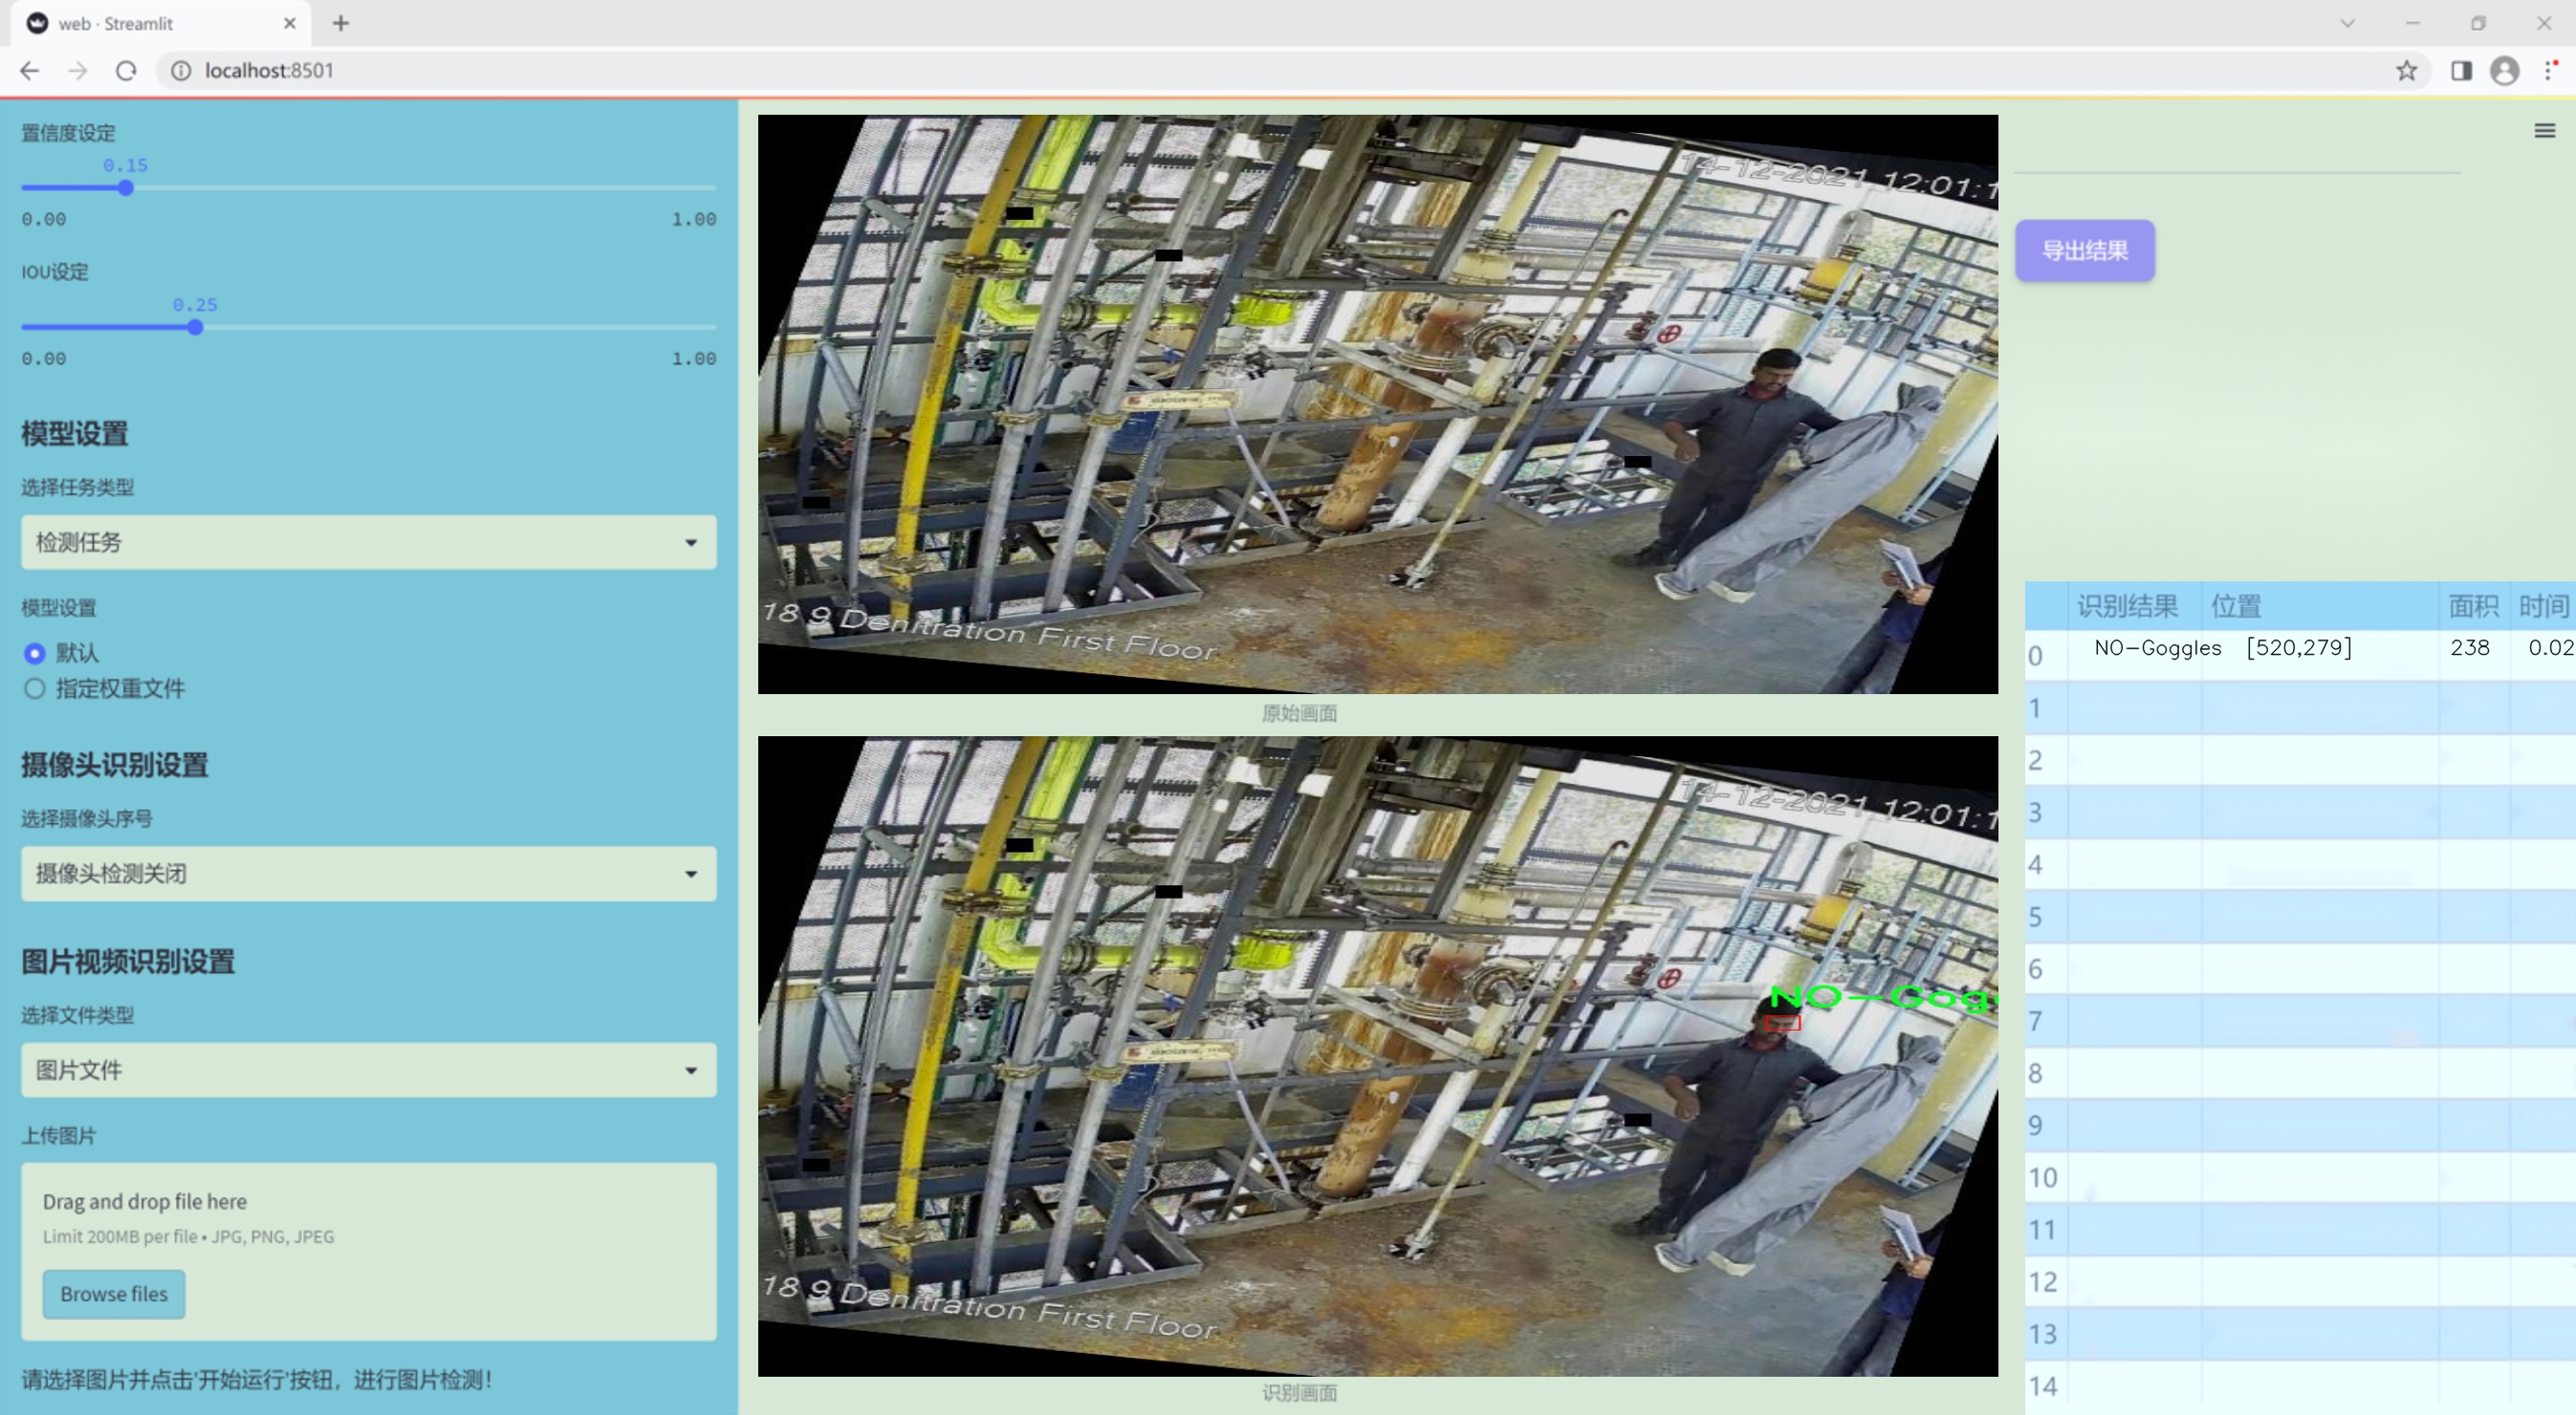 web · Streamlit
localhost:8501
置信度设定
0.15
0.00 1.00
IOU设定
0.25
0.00 1.00
模型设置
选择任务类型
检测任务
模型设置
默认
指定权重文件
摄像头识别设置
选择摄像头序号
摄像头检测关闭
图片视频识别设置
选择文件类型
图片文件
上传图片
Drag and drop file here
Limit 200MB per file • JPG, PNG, JPEG
Browse files
请选择图片并点击'开始运行'按钮，进行图片检测！
14-12-2021 12:01:1
18 9 Denitration First Floor
原始画面
14-12-2021 12:01:1
NO-Gogg
18 9 Denitration First Floor
识别画面
导出结果
识别结果 位置 面积 时间
0 NO-Goggles [520,279] 238 0.02
1
2
3
4
5
6
7
8
9
10
11
12
13
14